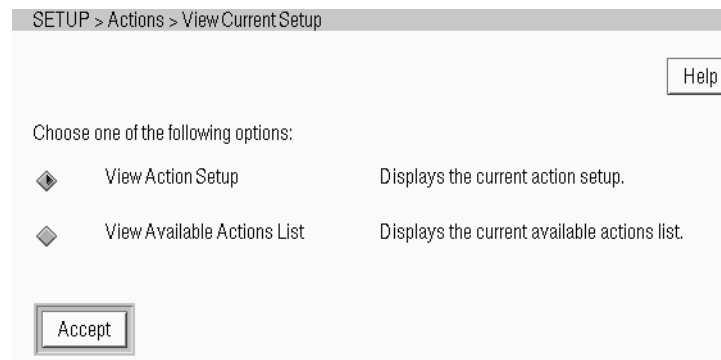 SETUP > Actions > View Current Setup
Help
Choose one of the following options:
View Action Setup Displays the current action setup.
View Available Actions List Displays the current available actions list.
Accept